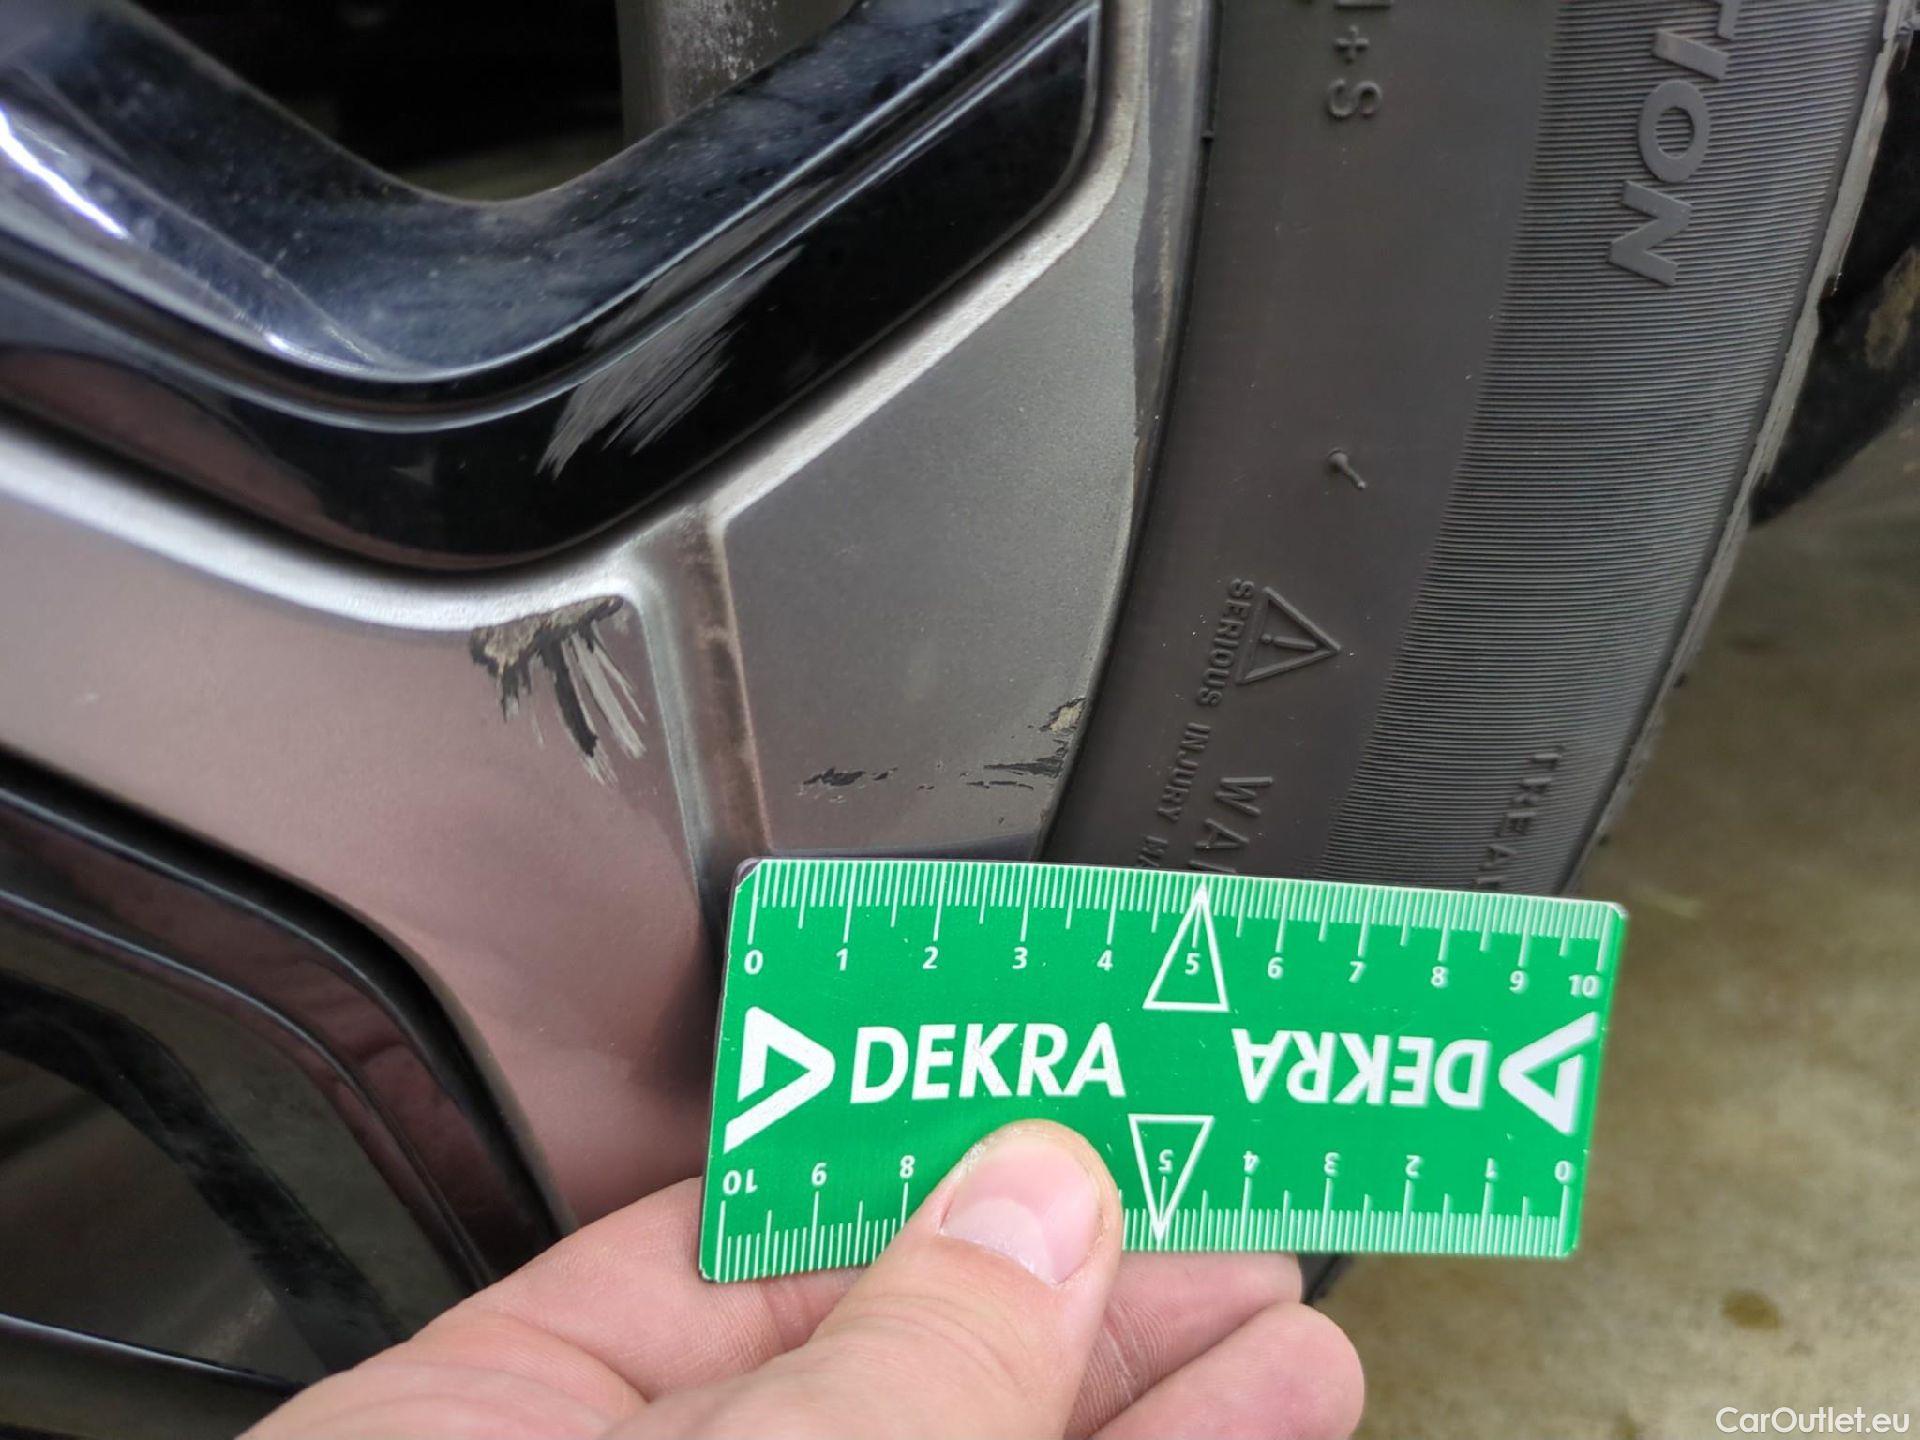 M+S
TION
SERIOUS INJURY
0 1 2 3 4 5 6 7 8 9 10
DEKRA
DEKRA
10 9 8 5 4 3 2 1 0
CarOutlet.eu